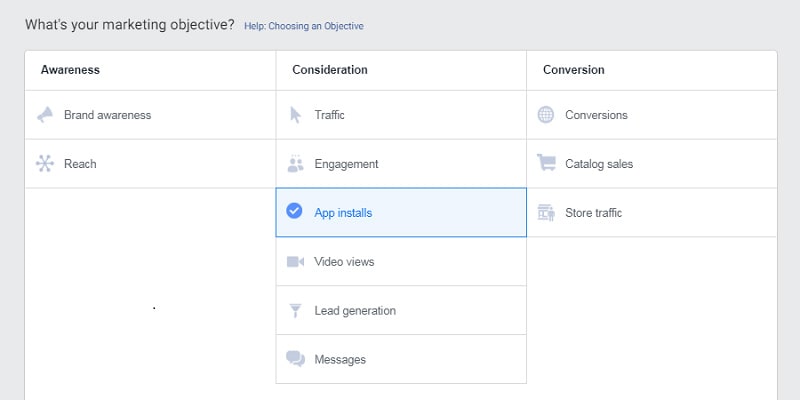 What's your marketing objective? Help: Choosing an Objective
Awareness Consideration Conversion
Brand awareness Traffic Conversions
Reach Engagement Catalog sales
App installs Store traffic
Video views
Lead generation
Messages